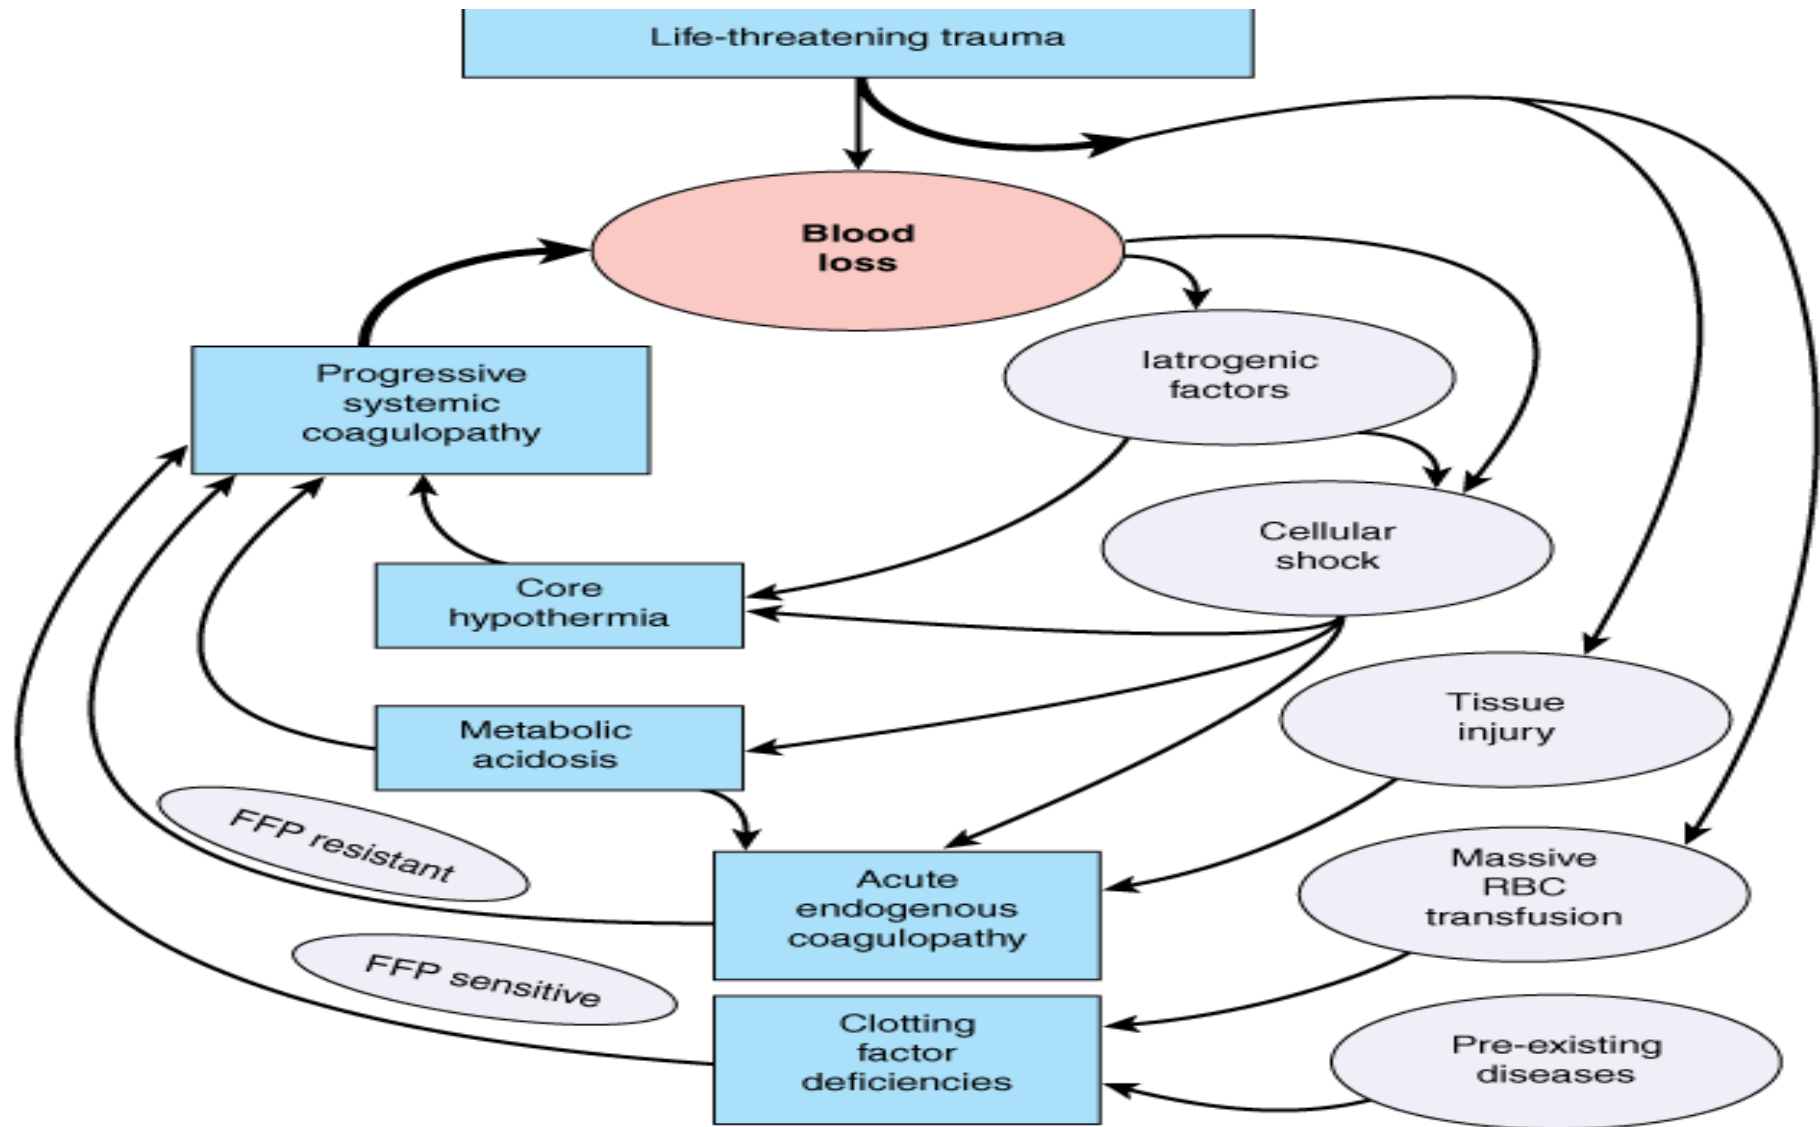 Life-threatening trauma
Blood
loss
Iatrogenic
factors
Progressive
systemic
coagulopathy
Cellular
shock
Core
hypothermia
Tissue
injury
Metabolic
acidosis
FFP resistant
Massive
RBC
transfusion
Acute
endogenous
coagulopathy
FFP sensitive
Clotting
factor
deficiencies
Pre-existing
diseases